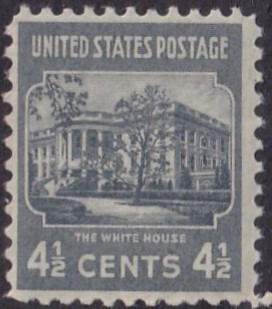 UNITED STATES POSTAGE
THE WHITE HOUSE
4½ CENTS 4½